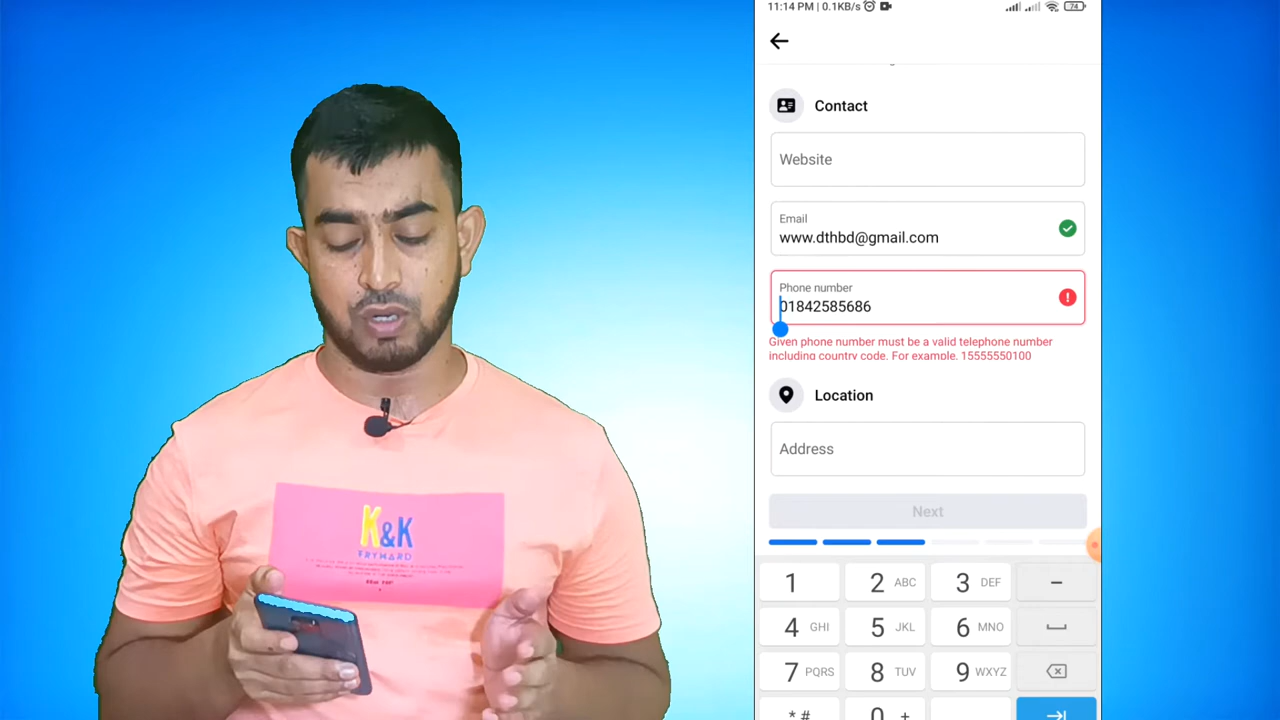 11:14 PM | 0.1KB/s
74
Contact
Website
Email
www.dthbd@gmail.com
Phone number
01842585686
Given phone number must be a valid telephone number
including country code. For example, 15555550100
Location
Address
Next
1
2 ABC
3 DEF
-
4 GHI
5 JKL
6 MNO
7 PQRS
8 TUV
9 WXYZ
* #
0 +
K&K